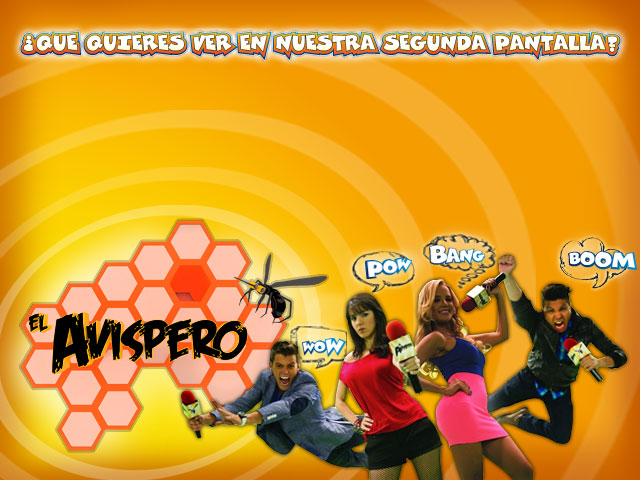 ¿QUE QUIERES VER EN NUESTRA SEGUNDA PANTALLA?
BOOM
BANG
POW
EL
AVISPERO
WOW